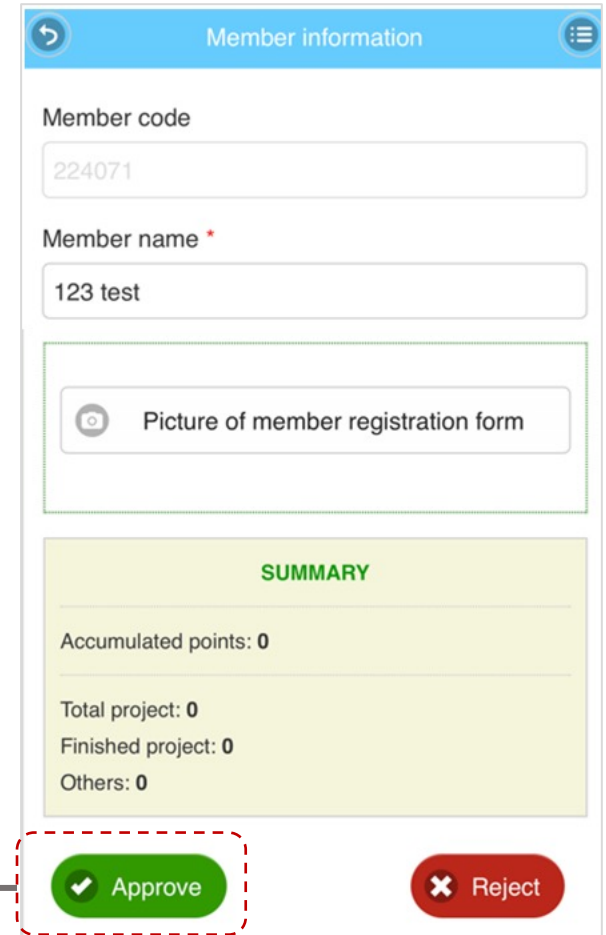 Member information
Member code
224071
Member name *
123 test
Picture of member registration form
SUMMARY
Accumulated points: 0
Total project: 0
Finished project: 0
Others: 0
Approve
Reject